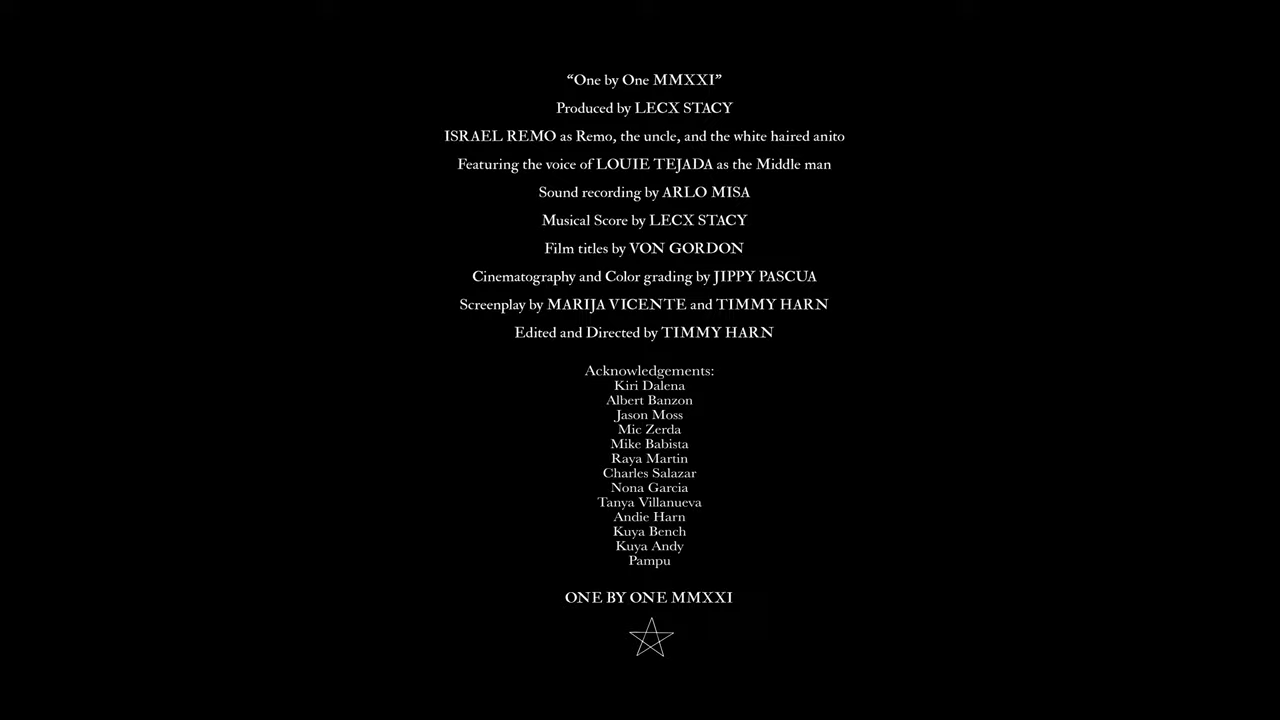 “One by One MMXXI”
Produced by LECX STACY
ISRAEL REMO as Remo, the uncle, and the white haired anito
Featuring the voice of LOUIE TEJADA as the Middle man
Sound recording by ARLO MISA
Musical Score by LECX STACY
Film titles by VON GORDON
Cinematography and Color grading by JIPPY PASCUA
Screenplay by MARIJA VICENTE and TIMMY HARN
Edited and Directed by TIMMY HARN
Acknowledgements:
Kiri Dalena
Albert Banzon
Jason Moss
Mic Zerda
Mike Babista
Raya Martin
Charles Salazar
Nona Garcia
Tanya Villanueva
Andie Harn
Kuya Bench
Kuya Andy
Pampu
ONE BY ONE MMXXI